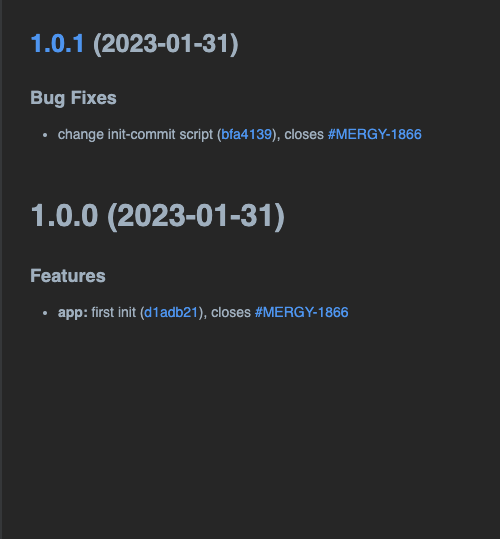 1.0.1 (2023-01-31)
Bug Fixes
• change init-commit script (bfa4139), closes #MERGY-1866
1.0.0 (2023-01-31)
Features
• app: first init (d1adb21), closes #MERGY-1866